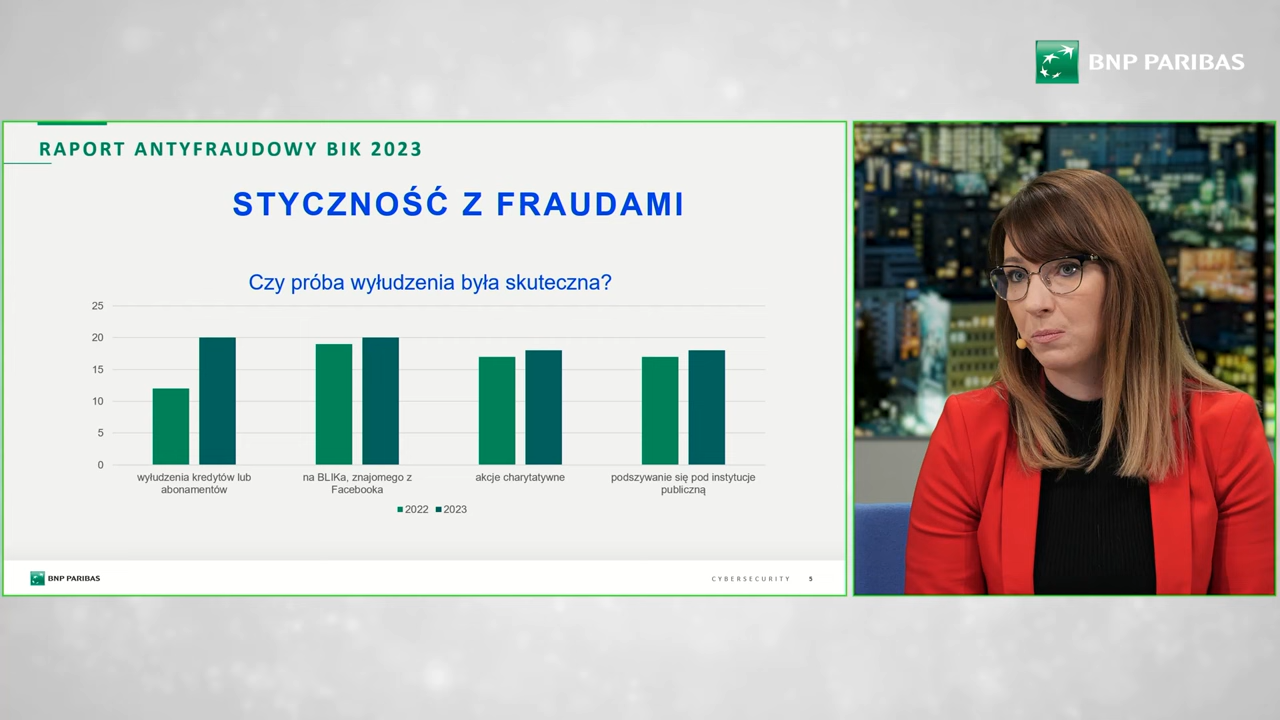 BNP PARIBAS
RAPORT ANTYFRAUDOWY BIK 2023
STYCZNOŚĆ Z FRAUDAMI
Czy próba wyłudzenia była skuteczna?
25
20
15
10
5
0
wyłudzenia kredytów lub
abonamentów
na BLIKa, znajomego z
Facebooka
akcje charytatywne
podszywanie się pod instytucje
publiczną
2022 2023
BNP PARIBAS
CYBERSECURITY 5